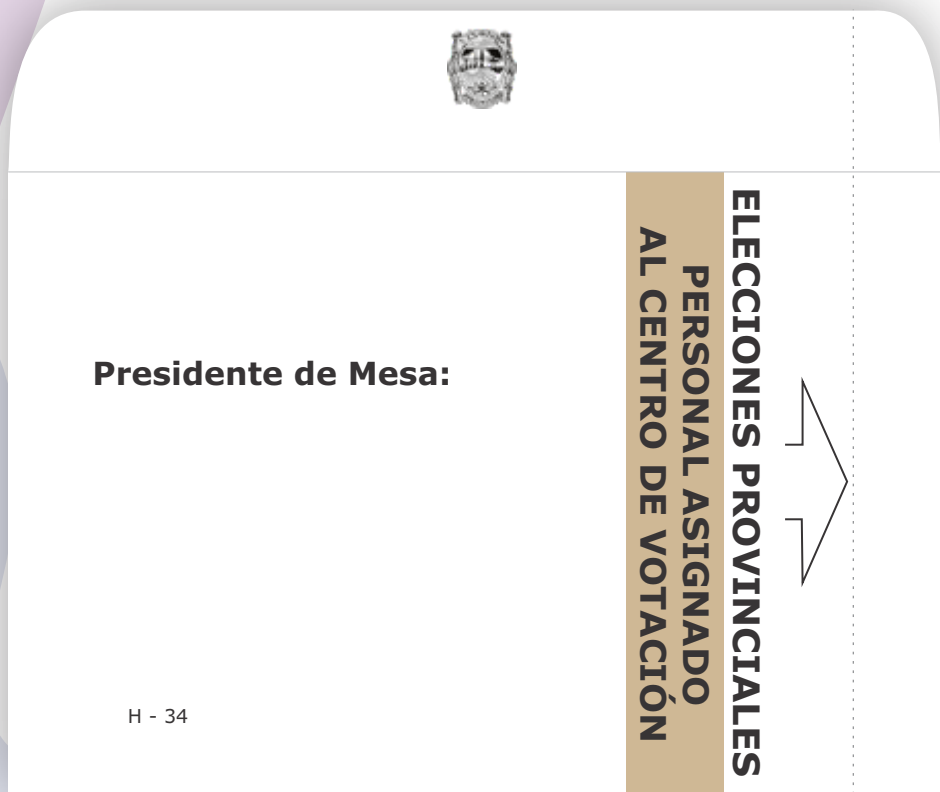 Presidente de Mesa:
H - 34
ELECCIONES PROVINCIALES
PERSONAL ASIGNADO
AL CENTRO DE VOTACIÓN